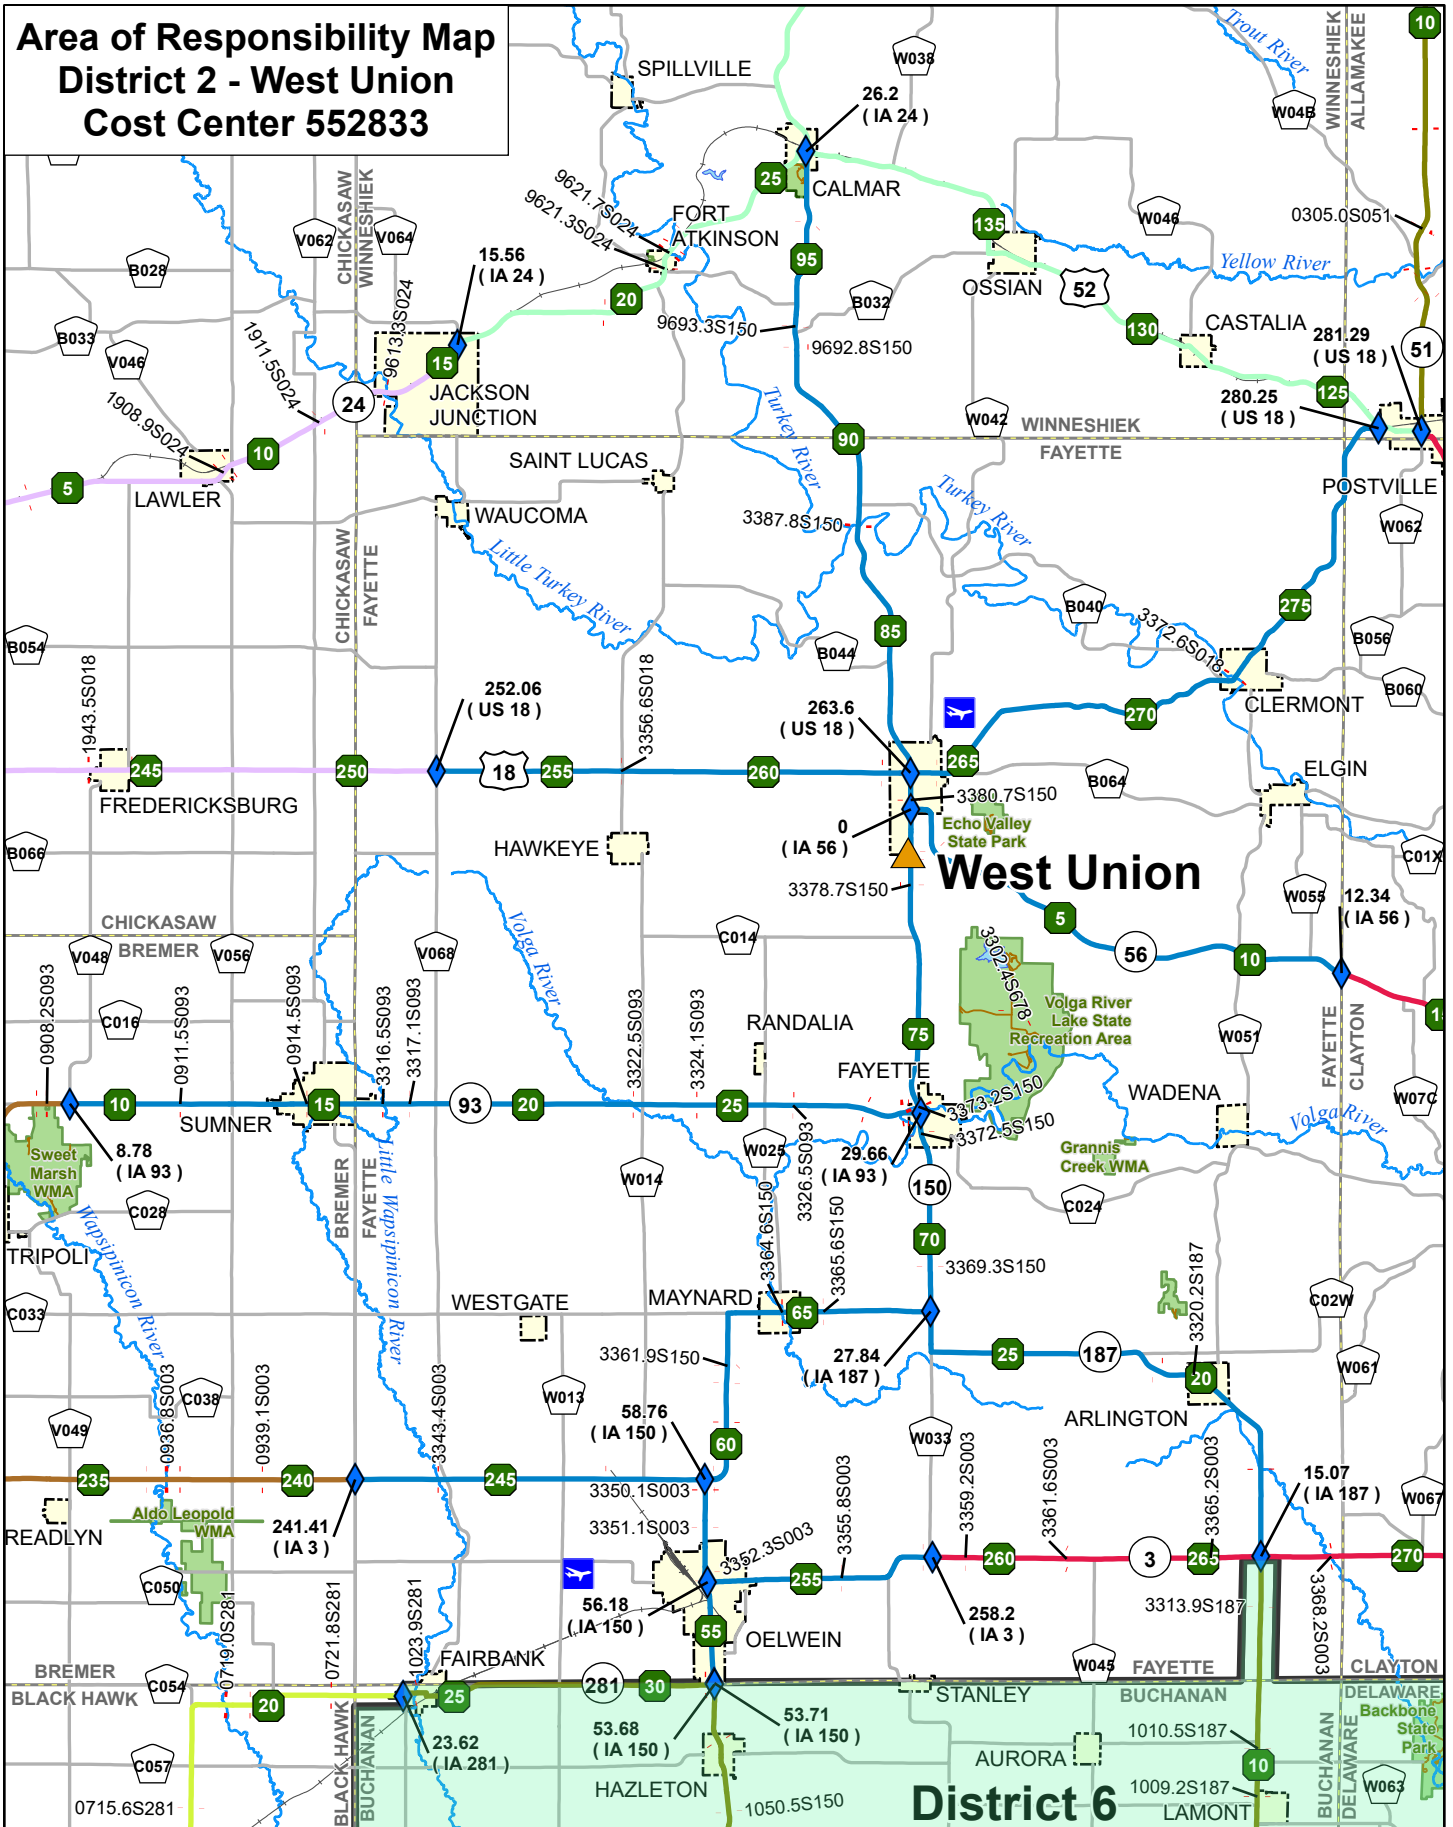 Area of Responsibility Map
District 2 - West Union
Cost Center 552833
SPILLVILLE
W038
Trout River
WINNESHIEK
ALLAMAKEE
10
W04B
26.2
( IA 24 )
CALMAR
25
9621.7S024
9621.3S024
FORT
ATKINSON
135
W046
0305.0S051
CHICKASAW
WINNESHIEK
V062
V064
B028
15.56
( IA 24 )
95
OSSIAN
52
Yellow River
20
B032
9693.3S150
9692.8S150
130
CASTALIA
281.29
( US 18 )
51
B033
V046
1911.5S024
9613.3S024
15
JACKSON
JUNCTION
24
125
280.25
( US 18 )
1908.9S024
Turkey River
W042
WINNESHIEK
FAYETTE
90
10
5
LAWLER
SAINT LUCAS
POSTVILLE
WAUCOMA
3387.8S150
Turkey River
W062
CHICKASAW
FAYETTE
Little Turkey River
B040
275
3372.6S018
85
B044
B054
B056
B060
CLERMONT
1943.5S018
252.06
( US 18 )
3356.6S018
263.6
( US 18 )
270
245
250
18
255
260
265
FREDERICKSBURG
B064
ELGIN
3380.7S150
Echo Valley
State Park
0
( IA 56 )
B066
HAWKEYE
C01X
West Union
3378.7S150
W055
12.34
( IA 56 )
CHICKASAW
BREMER
V048
V056
V068
Volga River
C014
5
56
10
3302.4S678
0908.2S093
C016
0911.5S093
0914.5S093
3316.5S093
3317.1S093
3322.5S093
3324.1S093
RANDALIA
75
Volga River
Lake State
Recreation Area
W051
FAYETTE
CLAYTON
15
FAYETTE
WADENA
W07C
10
SUMNER
15
93
20
25
3373.2S150
3372.5S150
Volga River
8.78
( IA 93 )
Sweet
Marsh
WMA
29.66
( IA 93 )
W025
3326.5S093
Grannis
Creek WMA
BREMER
FAYETTE
W014
150
C024
C028
Wapsipinicon River
Little Wapsipinicon River
TRIPOLI
3364.6S150
3365.6S150
70
3369.3S150
C033
WESTGATE
MAYNARD
65
C02W
3320.2S187
3361.9S150
27.84
( IA 187 )
25
187
W061
20
ARLINGTON
C038
W013
V049
0936.8S003
0939.1S003
3343.4S003
58.76
( IA 150 )
60
W033
235
240
245
3350.1S003
3355.8S003
3359.2S003
3361.6S003
3365.2S003
15.07
( IA 187 )
W067
READLYN
Aldo Leopold
WMA
241.41
( IA 3 )
3351.1S003
3352.3S003
260
3
265
270
C050
255
56.18
( IA 150 )
258.2
( IA 3 )
3313.9S187
3368.2S003
0719.0S281
0721.8S281
1023.9S281
55
OELWEIN
FAIRBANK
BREMER
BLACK HAWK
C054
20
25
281
30
W045
STANLEY
FAYETTE
BUCHANAN
CLAYTON
DELAWARE
53.68
( IA 150 )
53.71
( IA 150 )
23.62
( IA 281 )
BLACK HAWK
BUCHANAN
C057
0715.6S281
HAZLETON
AURORA
1010.5S187
10
BUCHANAN
DELAWARE
Backbone
State
Park
W063
1050.5S150
District 6
1009.2S187
LAMONT